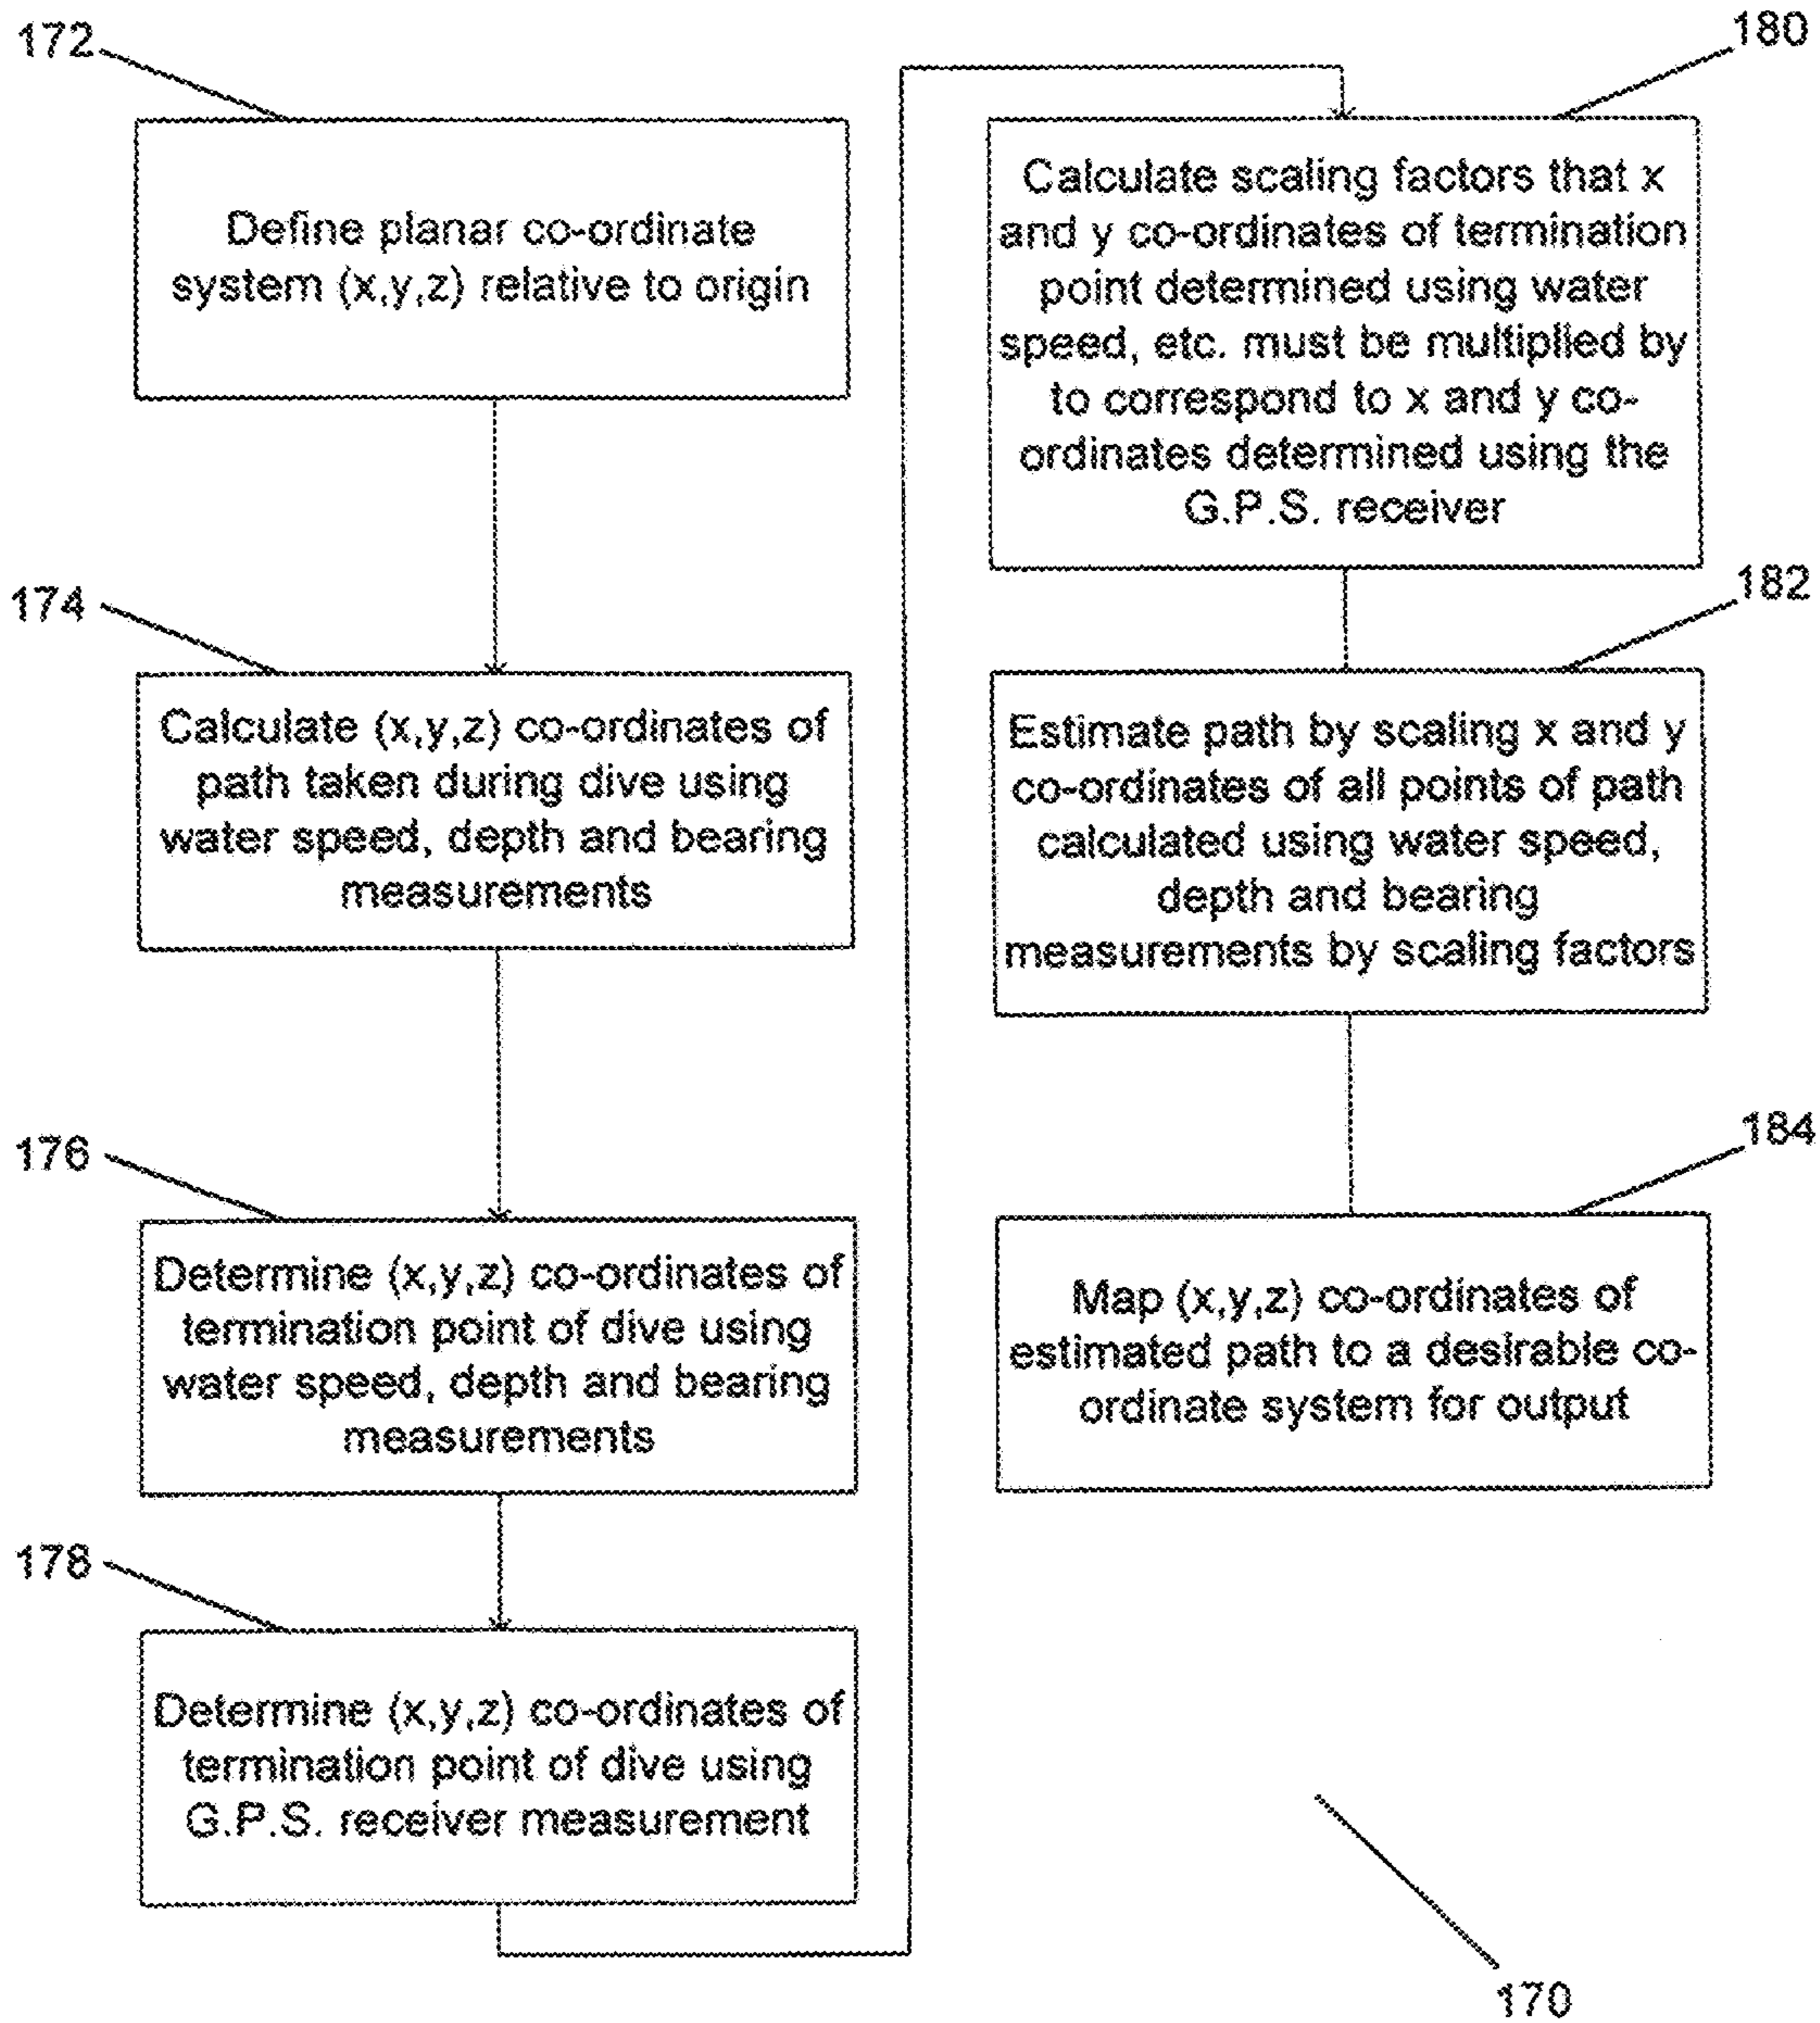 172
Define planar co-ordinate
system (x,y,z) relative to origin
174
Calculate (x,y,z) co-ordinates of
path taken during dive using
water speed, depth and bearing
measurements
176
Determine (x,y,z) co-ordinates of
termination point of dive using
water speed, depth and bearing
measurements
178
Determine (x,y,z) co-ordinates of
termination point of dive using
G.P.S. receiver measurement
180
Calculate scaling factors that x
and y co-ordinates of termination
point determined using water
speed, etc. must be multiplied by
to correspond to x and y co-
ordinates determined using the
G.P.S. receiver
182
Estimate path by scaling x and y
co-ordinates of all points of path
calculated using water speed,
depth and bearing
measurements by scaling factors
184
Map (x,y,z) co-ordinates of
estimated path to a desirable co-
ordinate system for output
170